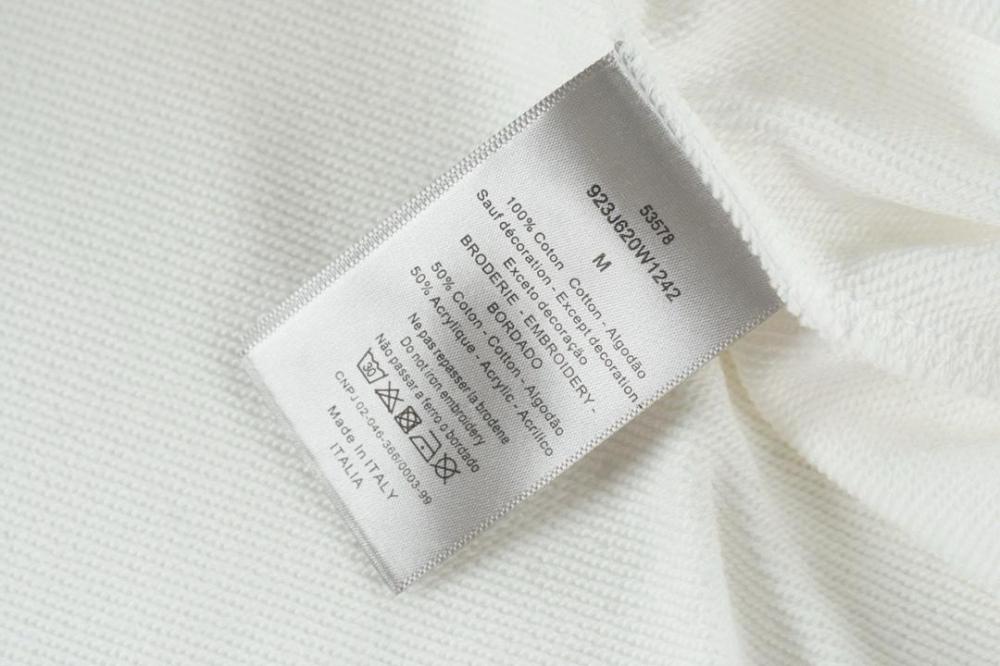 53578
923J620W1242
M
100% Coton Cotton - Algodão
Sauf décoration - Except decoration -
Exceto decoração
BRODERIE - EMBROIDERY -
BORDADO
50% Coton - Cotton - Algodão
50% Acrylique - Acrylic - Acrílico
Ne pas repasser la broderie
Do not iron embroidery
Não passar a ferro o bordado
30
CNPJ 02-046-366/0003-99
Made In ITALY
ITALIA